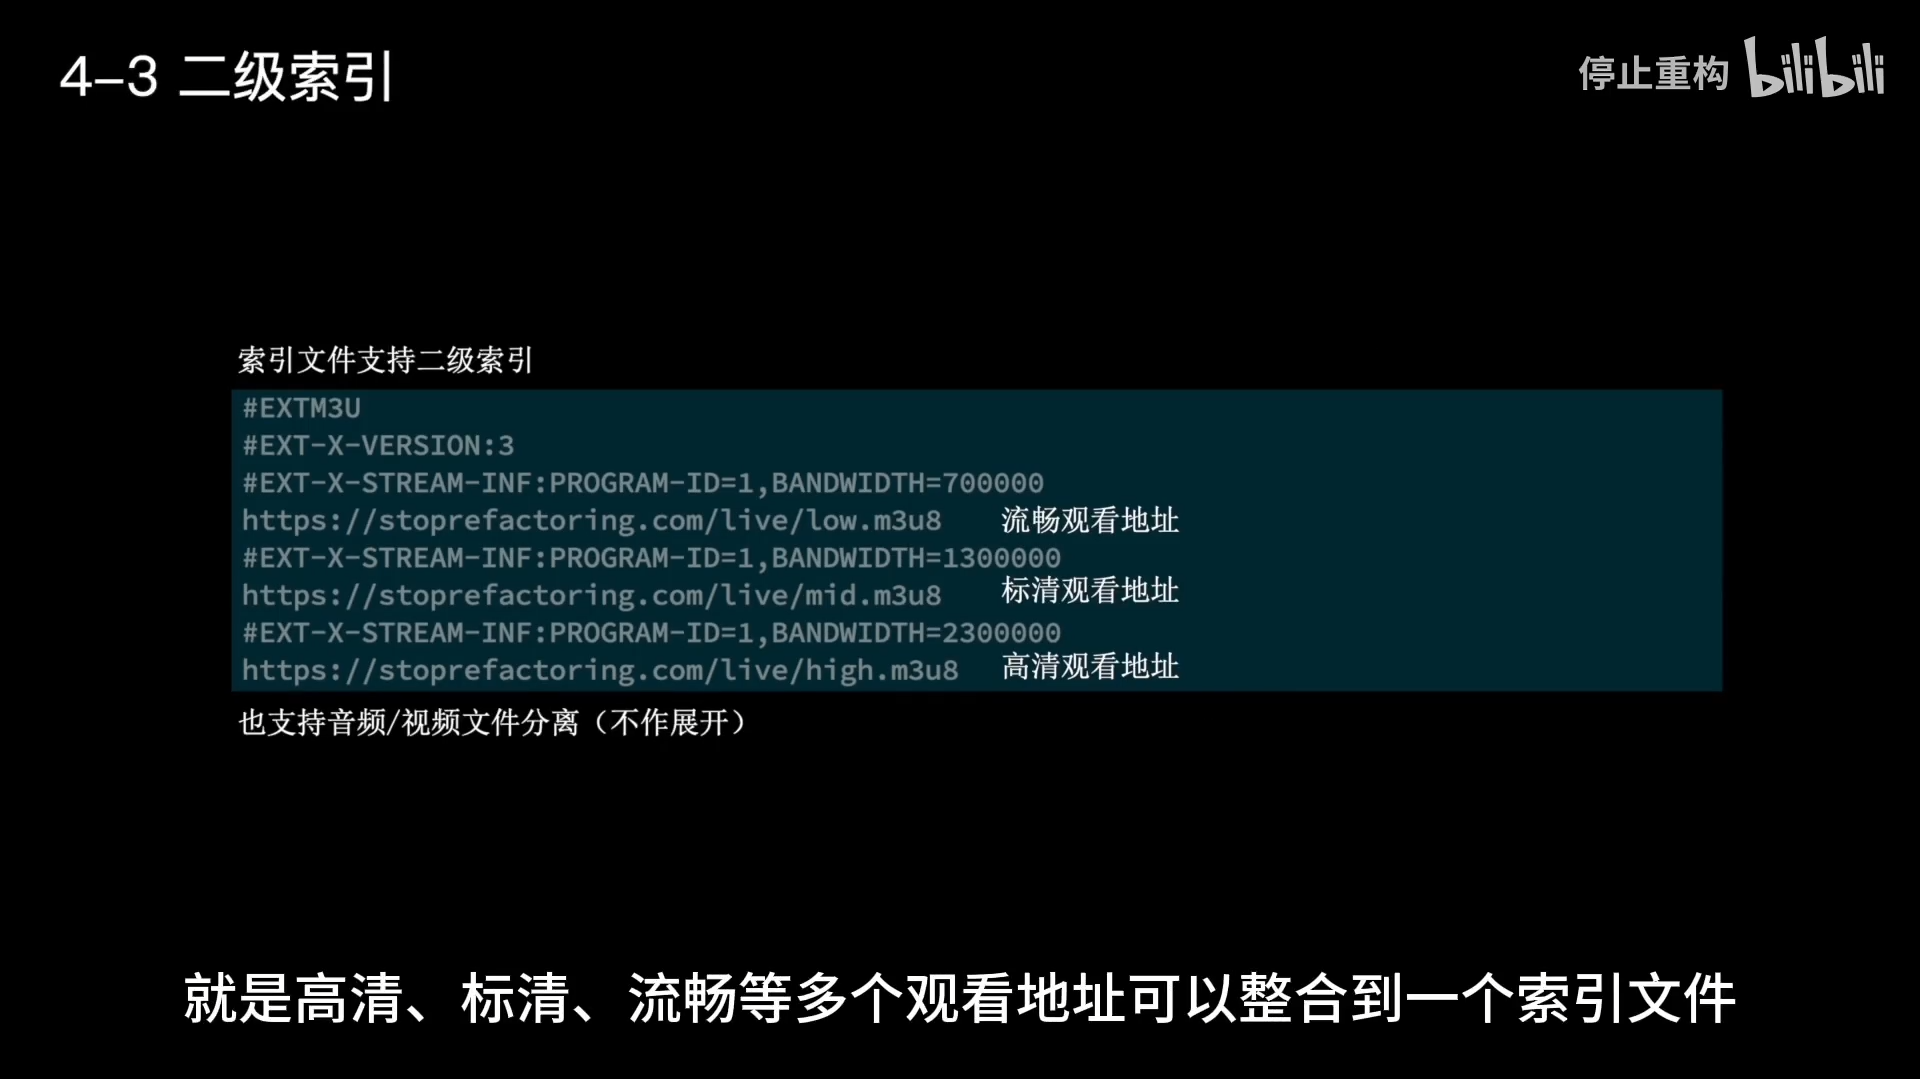 4-3 二级索引
停止重构 bilibili
索引文件支持二级索引
#EXTM3U
#EXT-X-VERSION:3
#EXT-X-STREAM-INF:PROGRAM-ID=1,BANDWIDTH=700000
https://stoprefactoring.com/live/low.m3u8 流畅观看地址
#EXT-X-STREAM-INF:PROGRAM-ID=1,BANDWIDTH=1300000
https://stoprefactoring.com/live/mid.m3u8 标清观看地址
#EXT-X-STREAM-INF:PROGRAM-ID=1,BANDWIDTH=2300000
https://stoprefactoring.com/live/high.m3u8 高清观看地址
也支持音频/视频文件分离（不作展开）
就是高清、标清、流畅等多个观看地址可以整合到一个索引文件